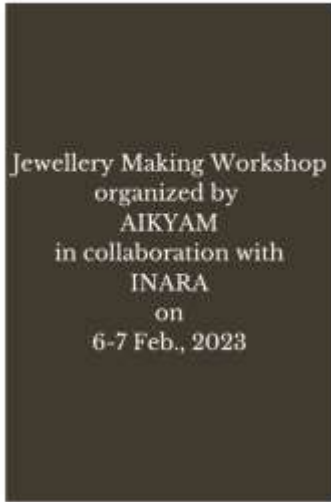 Jewellery Making Workshop
organized by
AIKYAM
in collaboration with
INARA
on
6-7 Feb., 2023